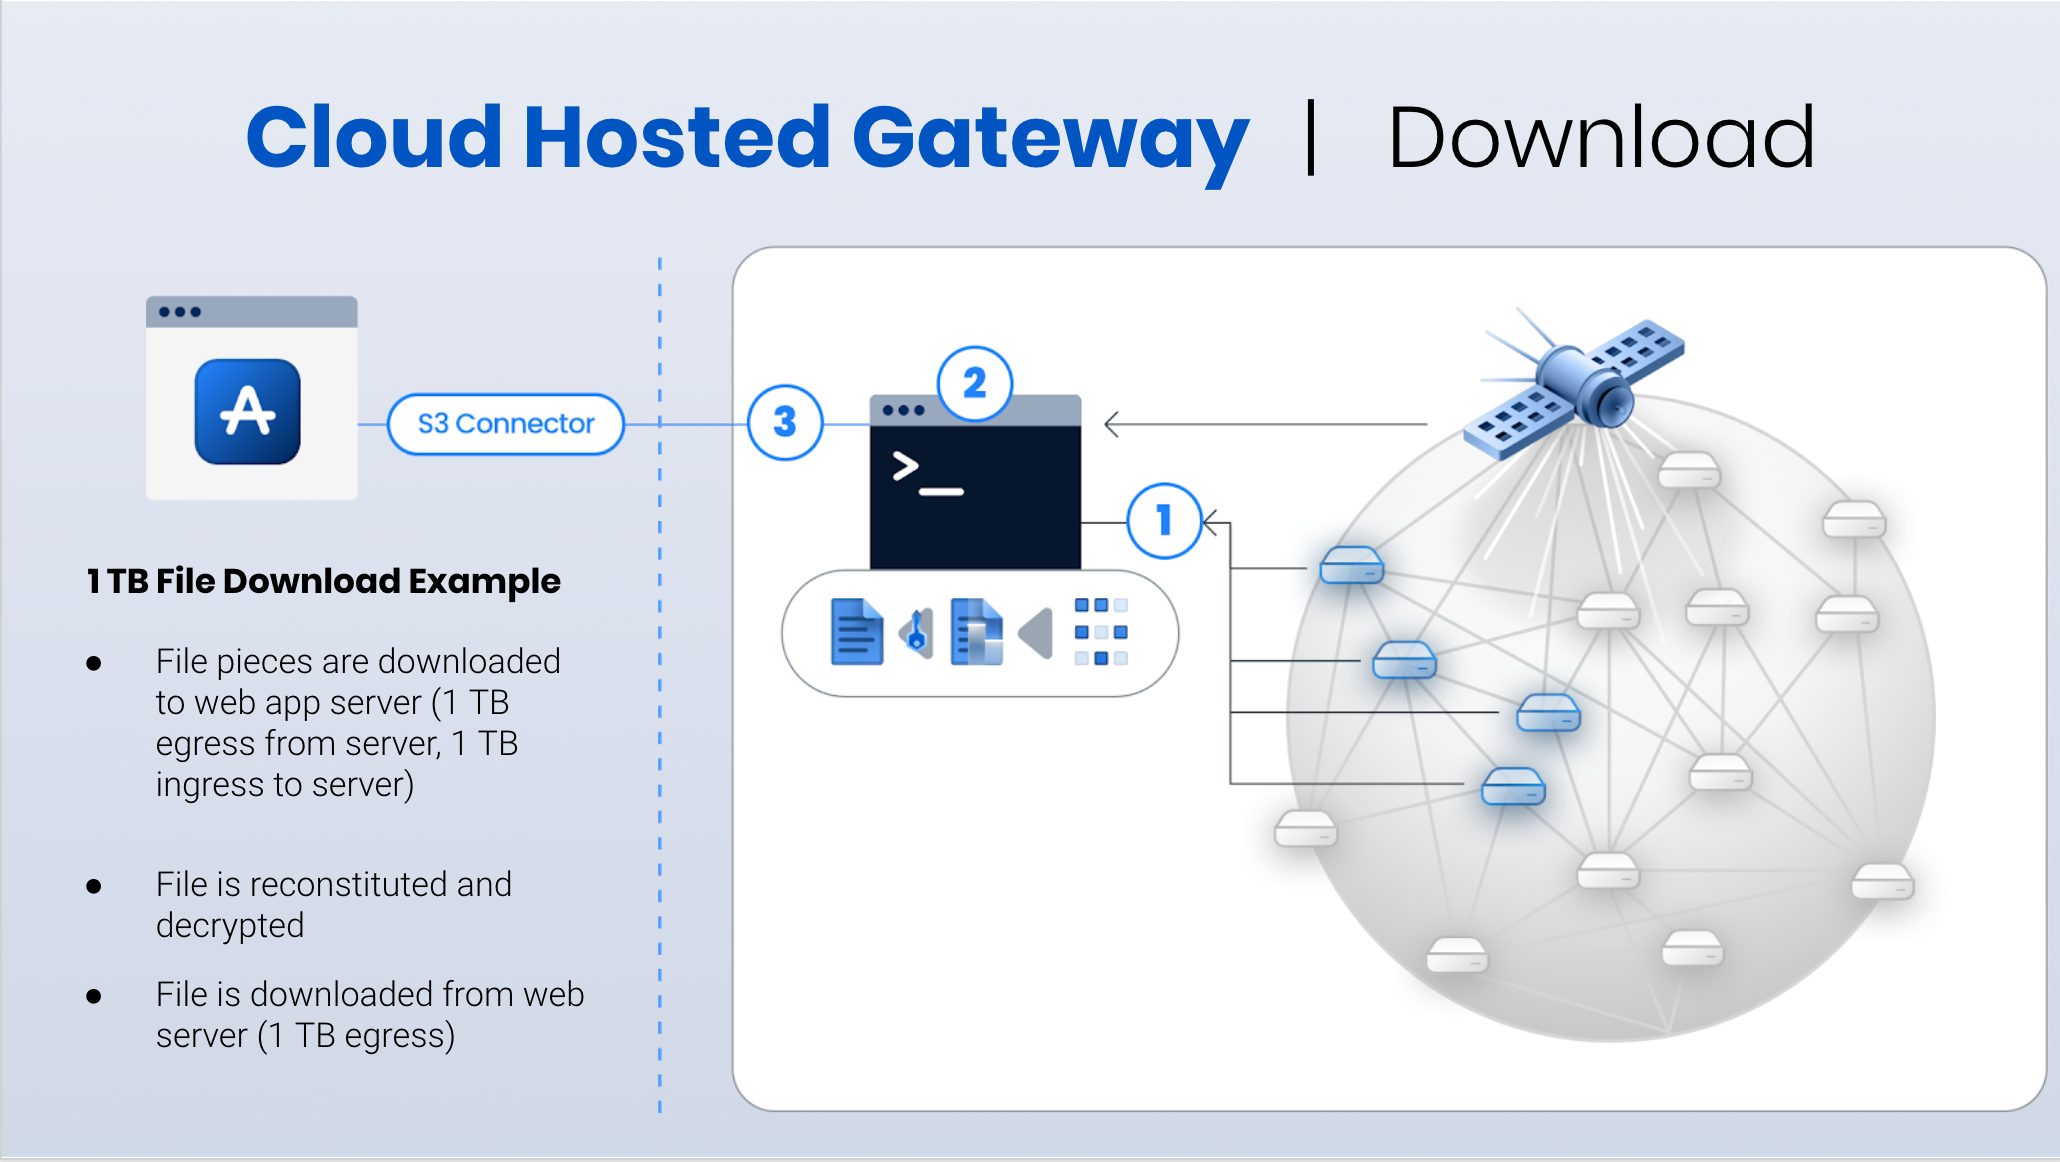 Cloud Hosted Gateway | Download
S3 Connector
3
2
>_
1
1 TB File Download Example
● File pieces are downloaded
to web app server (1 TB
egress from server, 1 TB
ingress to server)
● File is reconstituted and
decrypted
● File is downloaded from web
server (1 TB egress)